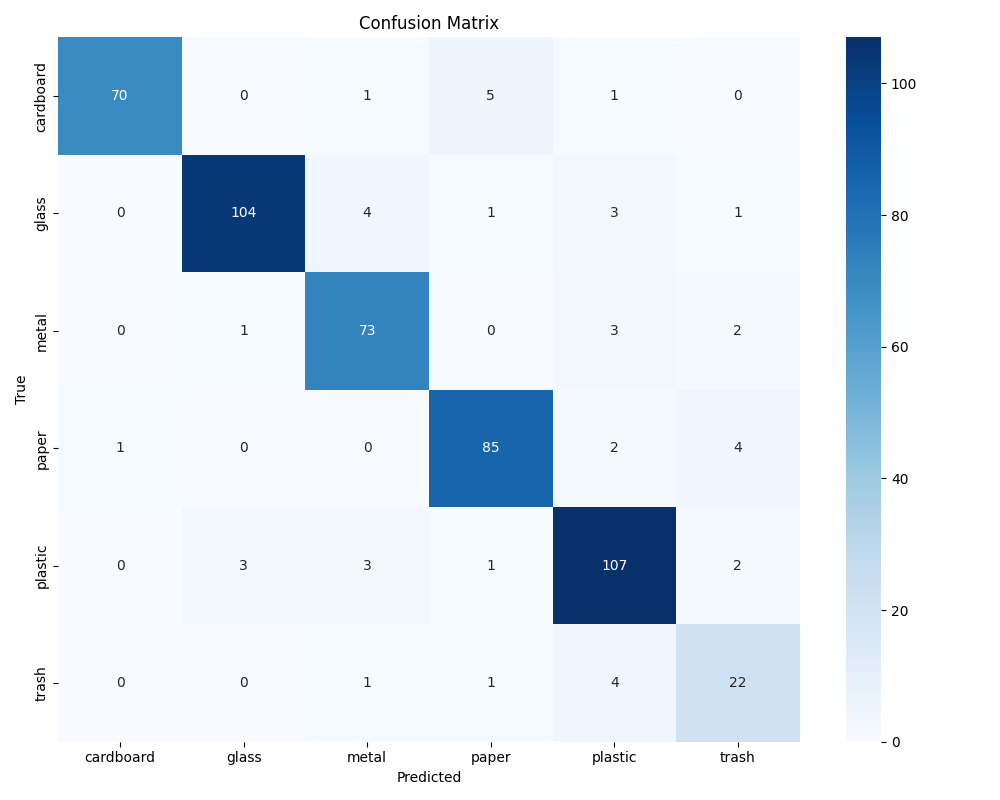 Confusion Matrix
cardboard 70 0 1 5 1 0
glass 0 104 4 1 3 1
metal 0 1 73 0 3 2
paper 1 0 0 85 2 4
plastic 0 3 3 1 107 2
trash 0 0 1 1 4 22
cardboard glass metal paper plastic trash
Predicted
True
100
80
60
40
20
0